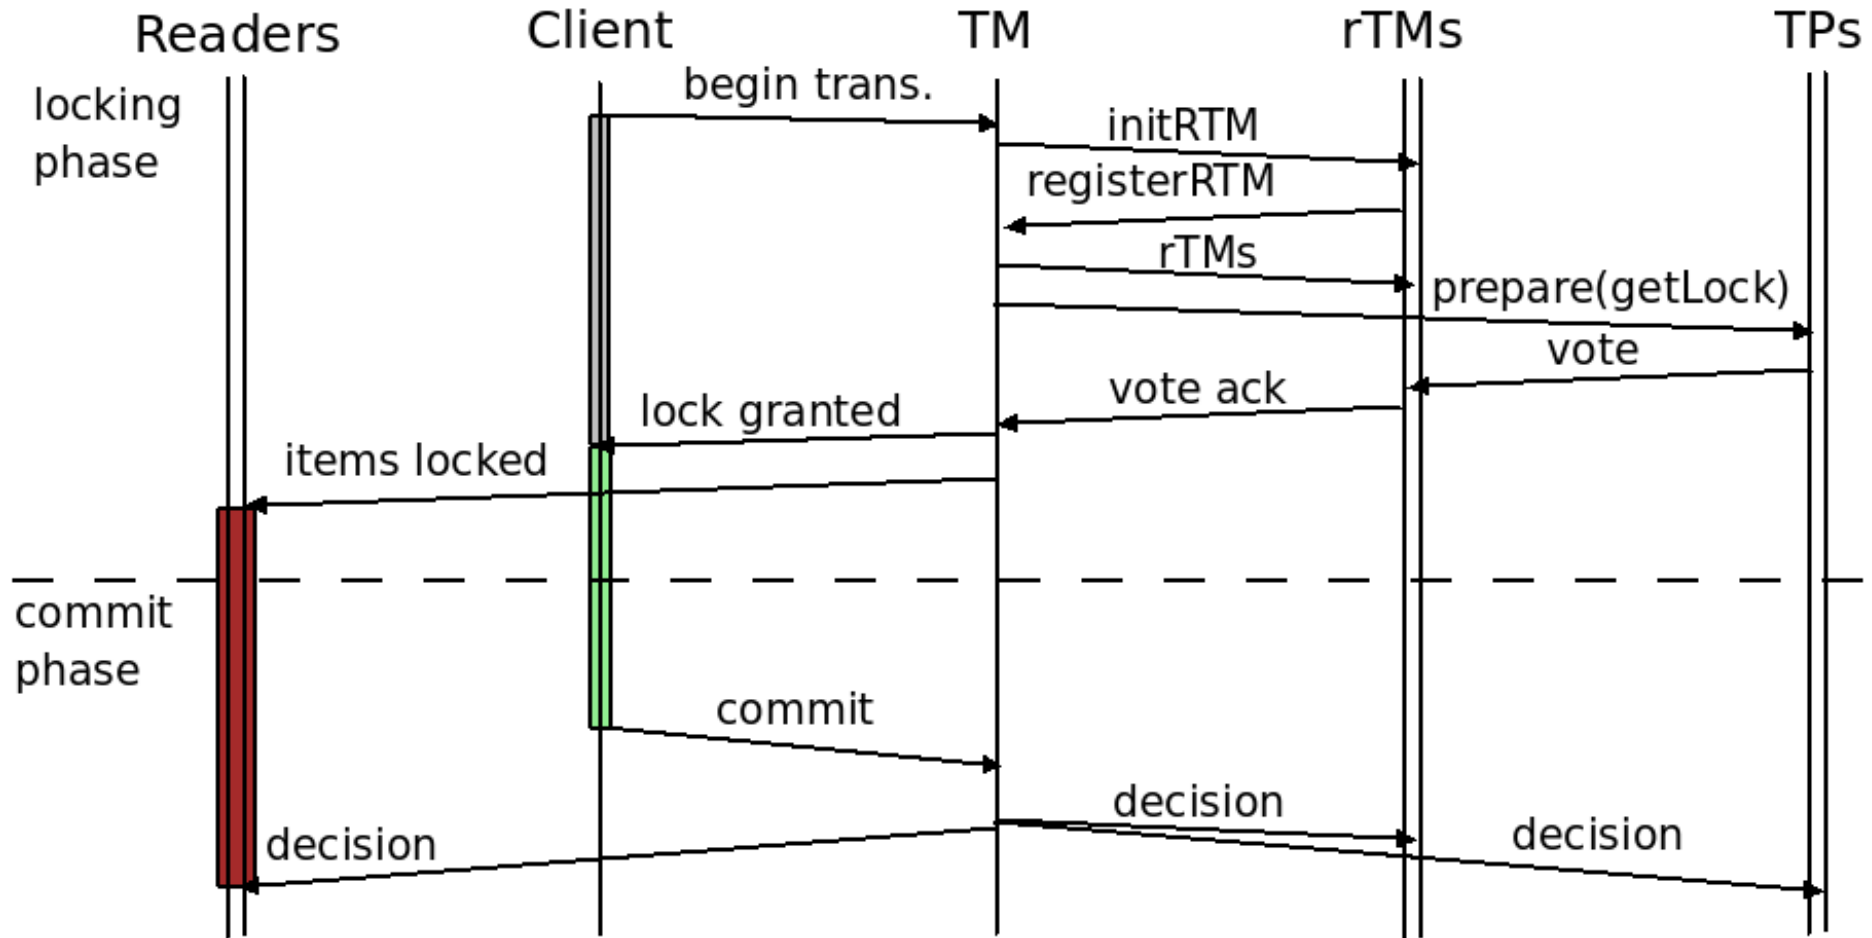 Readers
Client
TM
rTMs
TPs
locking
phase
begin trans.
initRTM
registerRTM
rTMs
prepare(getLock)
vote
vote ack
lock granted
items locked
commit
phase
commit
decision
decision
decision